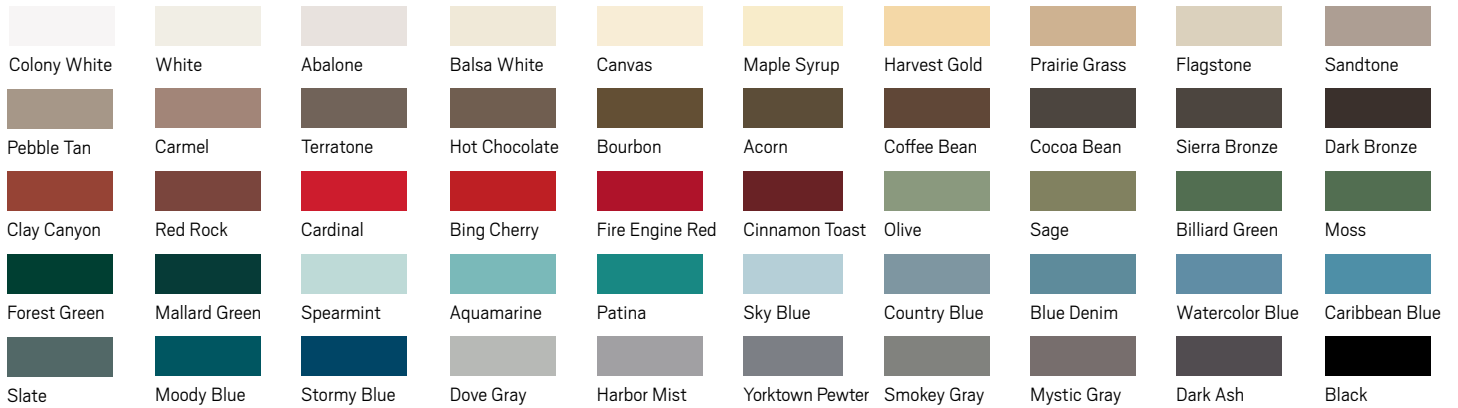 Colony White White Abalone Balsa White Canvas Maple Syrup Harvest Gold Prairie Grass Flagstone Sandtone
Pebble Tan Carmel Terratone Hot Chocolate Bourbon Acorn Coffee Bean Cocoa Bean Sierra Bronze Dark Bronze
Clay Canyon Red Rock Cardinal Bing Cherry Fire Engine Red Cinnamon Toast Olive Sage Billiard Green Moss
Forest Green Mallard Green Spearmint Aquamarine Patina Sky Blue Country Blue Blue Denim Watercolor Blue Caribbean Blue
Slate Moody Blue Stormy Blue Dove Gray Harbor Mist Yorktown Pewter Smokey Gray Mystic Gray Dark Ash Black